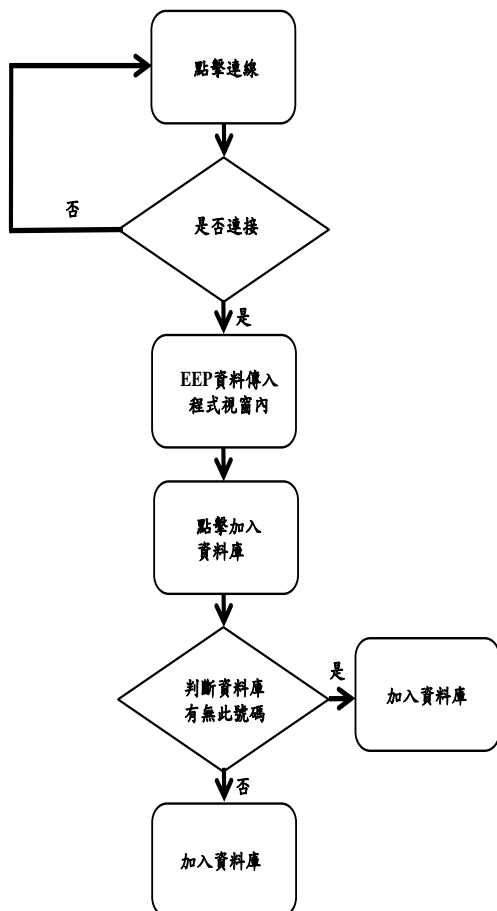 點擊連線
否
是否連接
是
EEP資料傳入
程式視窗內
點擊加入
資料庫
判斷資料庫
有無此號碼
是
加入資料庫
否
加入資料庫